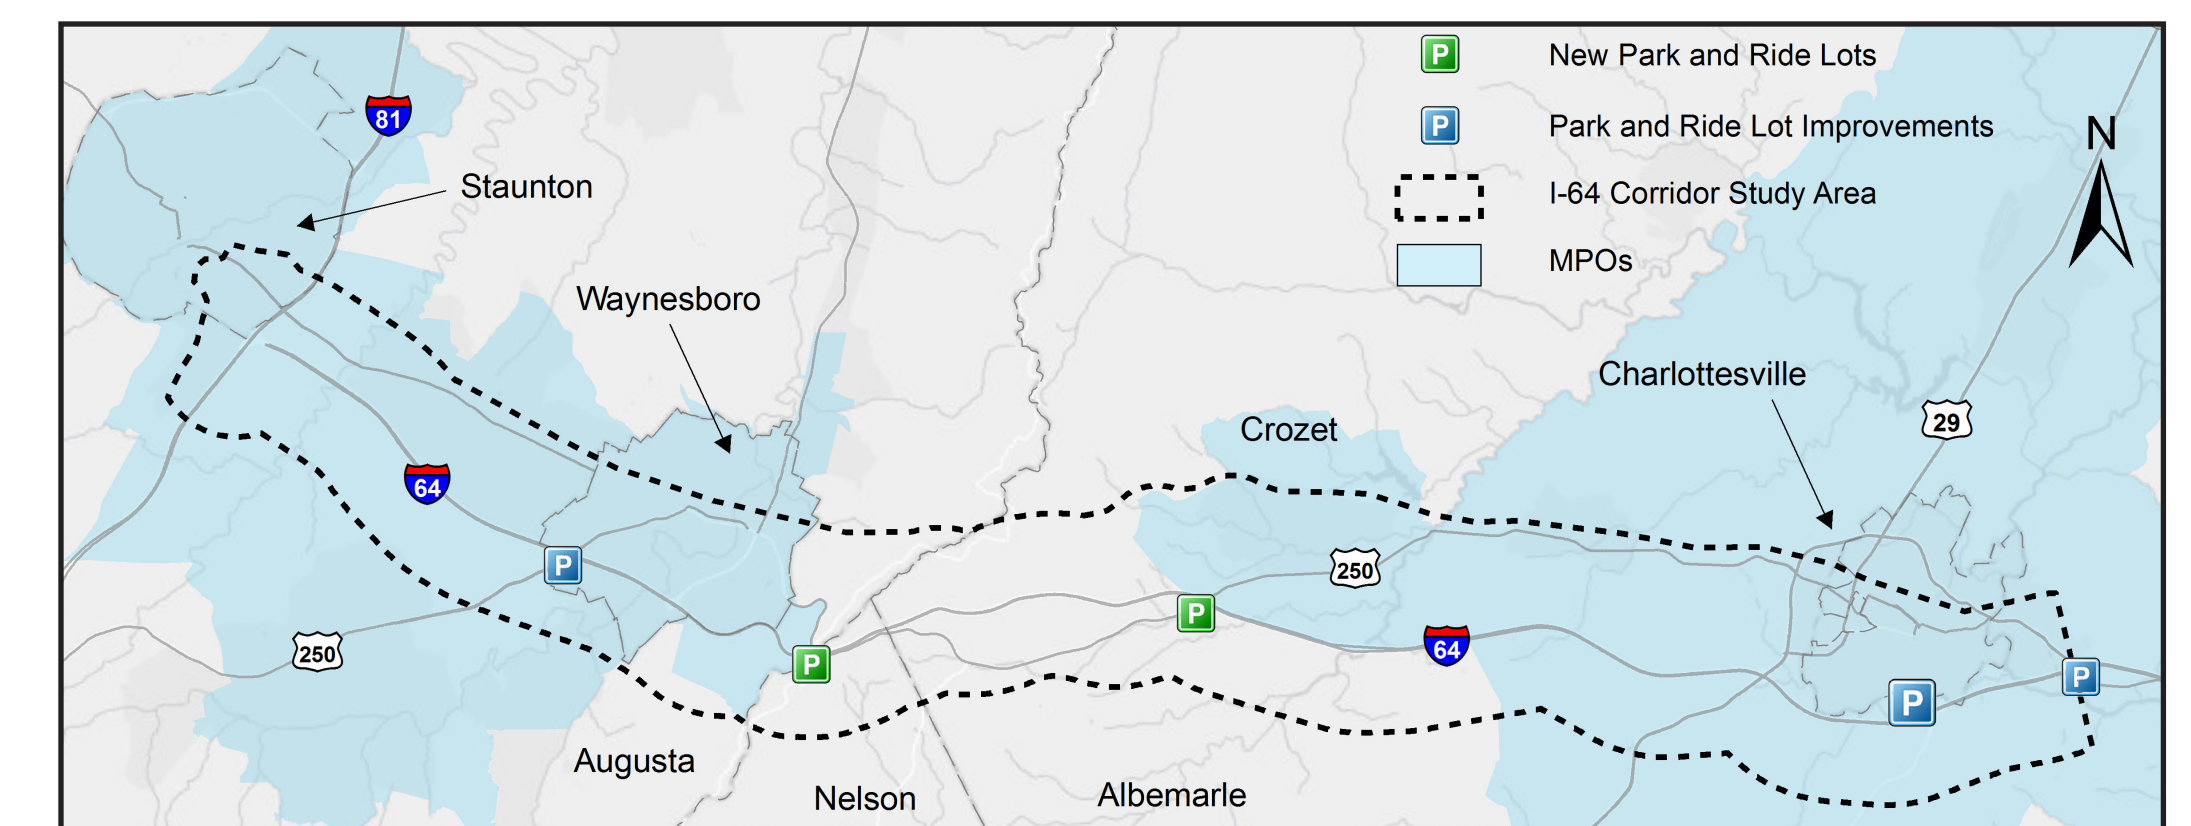 P New Park and Ride Lots
P Park and Ride Lot Improvements
N
I-64 Corridor Study Area
MPOs
81
Staunton
Waynesboro
Charlottesville
29
Crozet
64
P
250
P
250
64
P
P
P
Augusta
Nelson
Albemarle